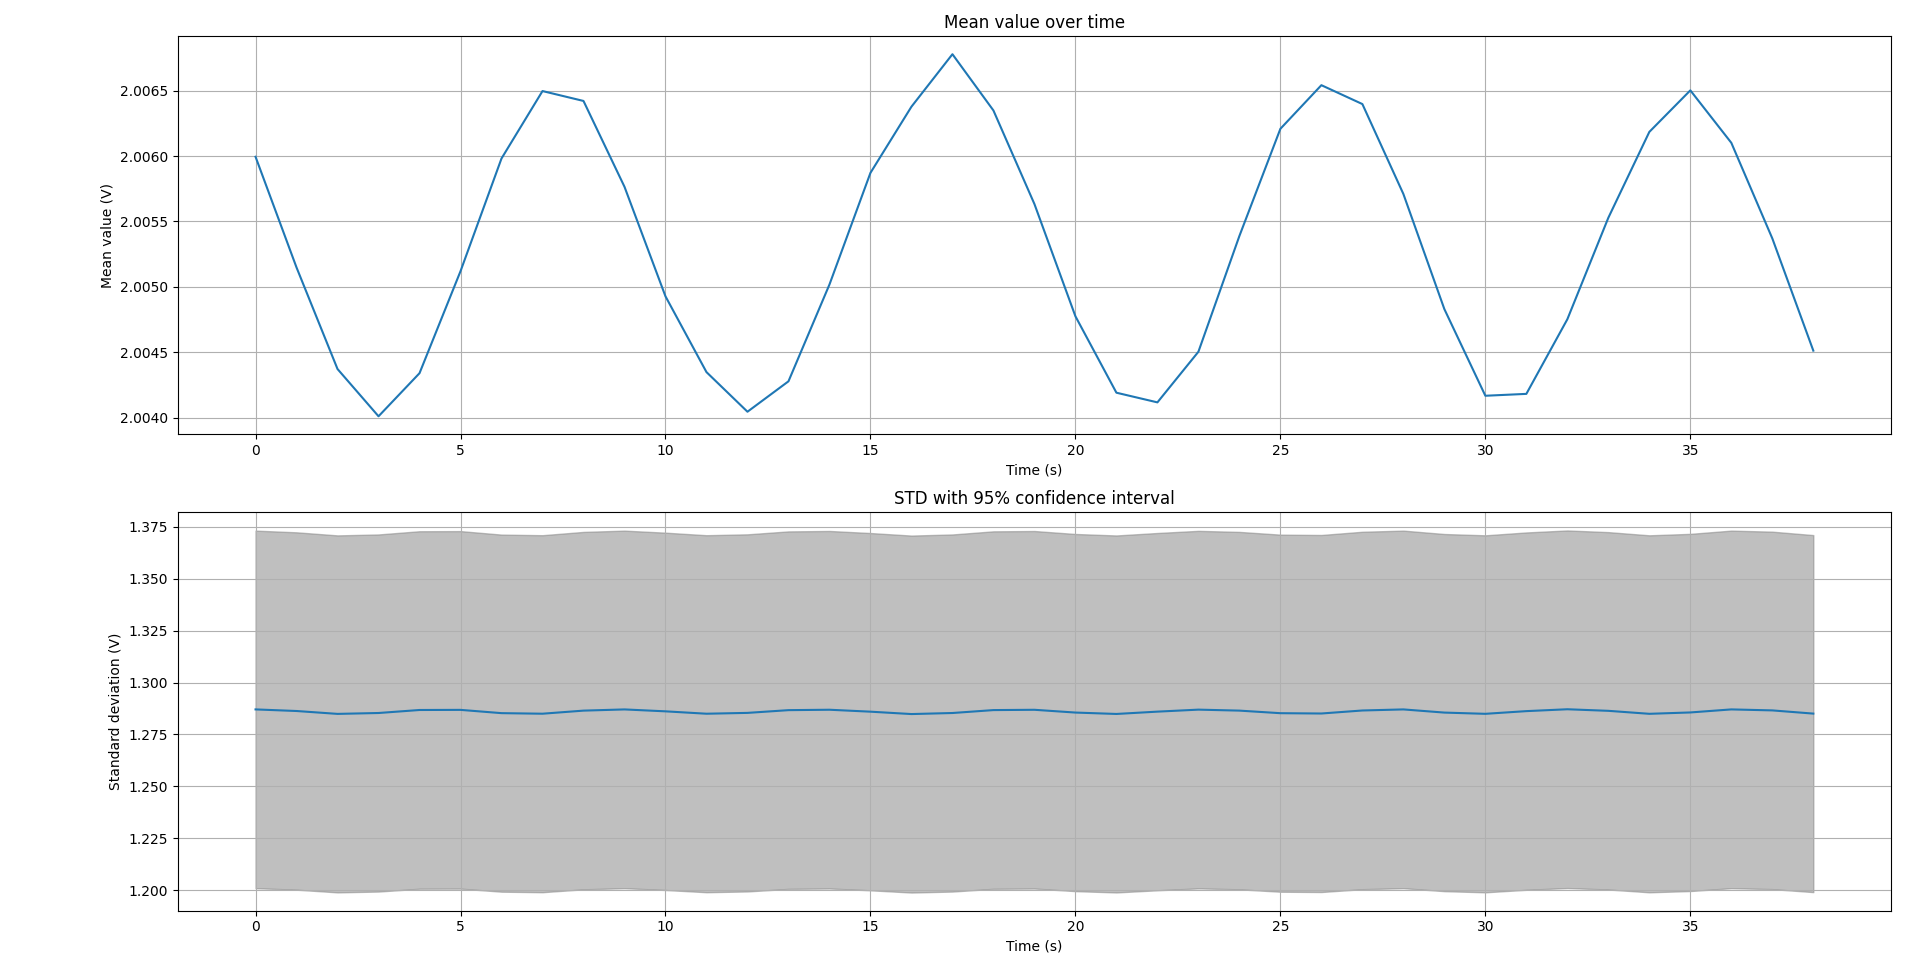 Mean value over time
Mean value (V)
2.0065
2.0060
2.0055
2.0050
2.0045
2.0040
0 5 10 15 20 25 30 35
Time (s)
STD with 95% confidence interval
Standard deviation (V)
1.375
1.350
1.325
1.300
1.275
1.250
1.225
1.200
0 5 10 15 20 25 30 35
Time (s)